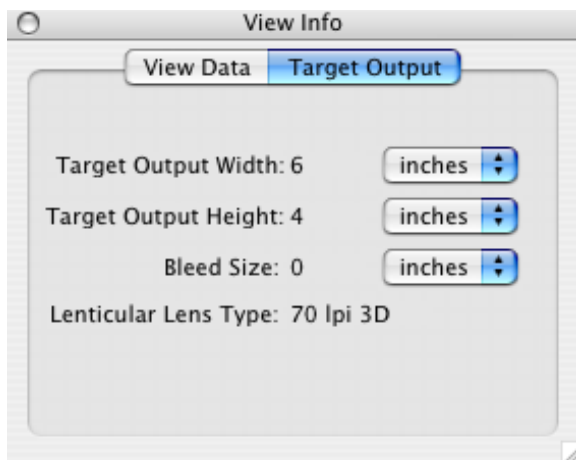 View Info
View Data Target Output
Target Output Width: 6 inches
Target Output Height: 4 inches
Bleed Size: 0 inches
Lenticular Lens Type: 70 lpi 3D